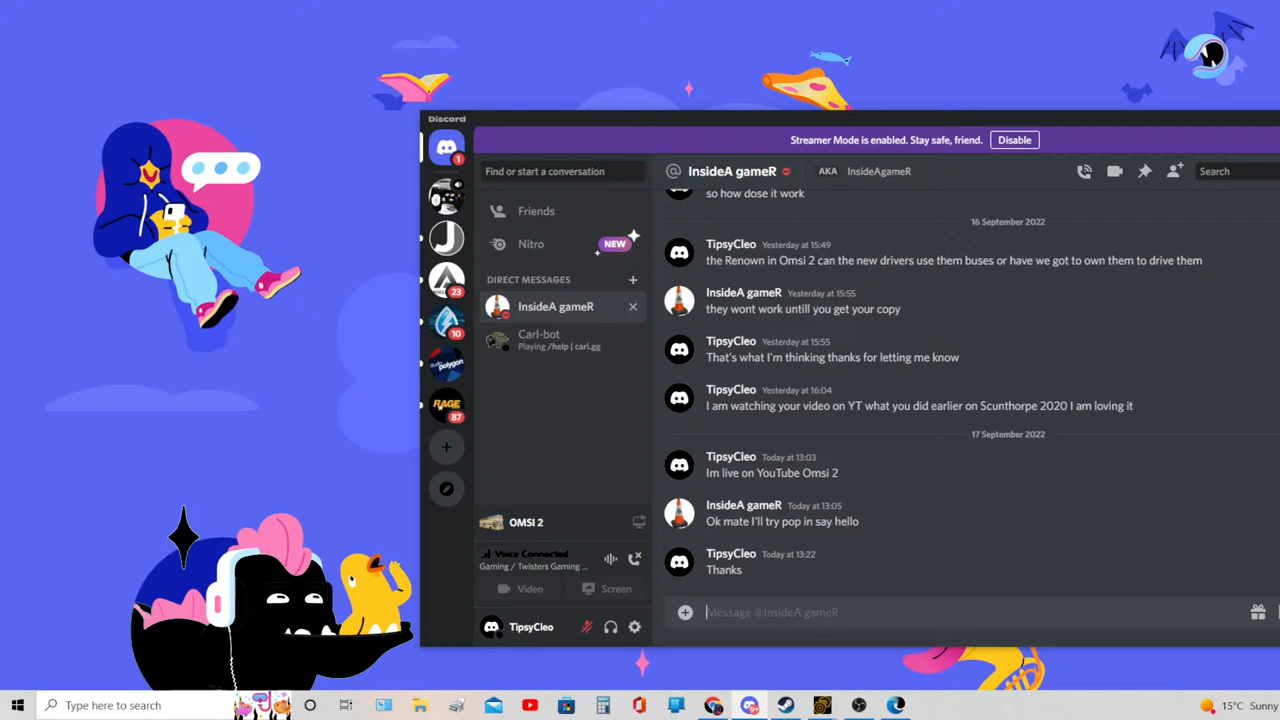 Discord
Streamer Mode is enabled. Stay safe, friend.
Disable
Find or start a conversation
InsideA gameR
AKA
InsideAgameR
Search
1
J
23
10
polygon
RAGE
87
Friends
Nitro
NEW
DIRECT MESSAGES
InsideA gameR
Carl-bot
Playing /help | carl.gg
OMSI 2
Voice Connected
Gaming / Twisters Gaming ...
Video
Screen
TipsyCleo
so how dose it work
16 September 2022
TipsyCleo Yesterday at 15:49
the Renown in Omsi 2 can the new drivers use them buses or have we got to own them to drive them
InsideA gameR Yesterday at 15:55
they wont work untill you get your copy
TipsyCleo Yesterday at 15:55
That's what I'm thinking thanks for letting me know
TipsyCleo Yesterday at 16:04
I am watching your video on YT what you did earlier on Scunthorpe 2020 I am loving it
17 September 2022
TipsyCleo Today at 13:03
Im live on YouTube Omsi 2
InsideA gameR Today at 13:05
Ok mate I'll try pop in say hello
TipsyCleo Today at 13:22
Thanks
Message @InsideA gameR
Type here to search
15°C Sunny